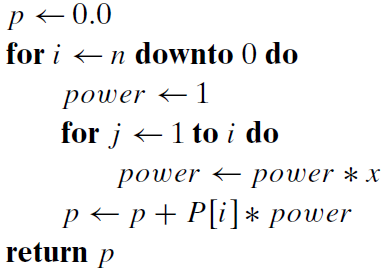 p ← 0.0
for i ← n downto 0 do
power ← 1
for j ← 1 to i do
power ← power ∗ x
p ← p + P[i] ∗ power
return p